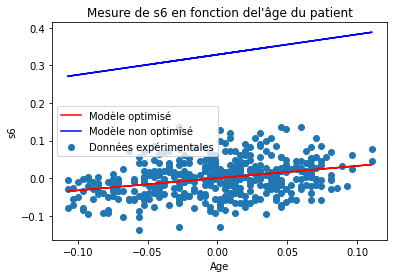 Mesure de s6 en fonction del'âge du patient
0.4
0.3
0.2
0.1
0.0
−0.1
s6
Modèle optimisé
Modèle non optimisé
Données expérimentales
−0.10
−0.05
0.00
0.05
0.10
Age